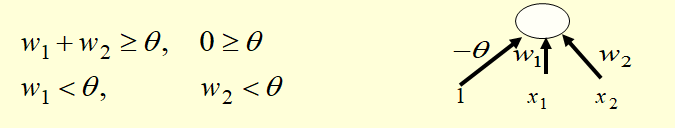 w₁ + w₂ ≥ θ, 0 ≥ θ
w₁ < θ, w₂ < θ
−θ w₁ w₂
1 x₁ x₂